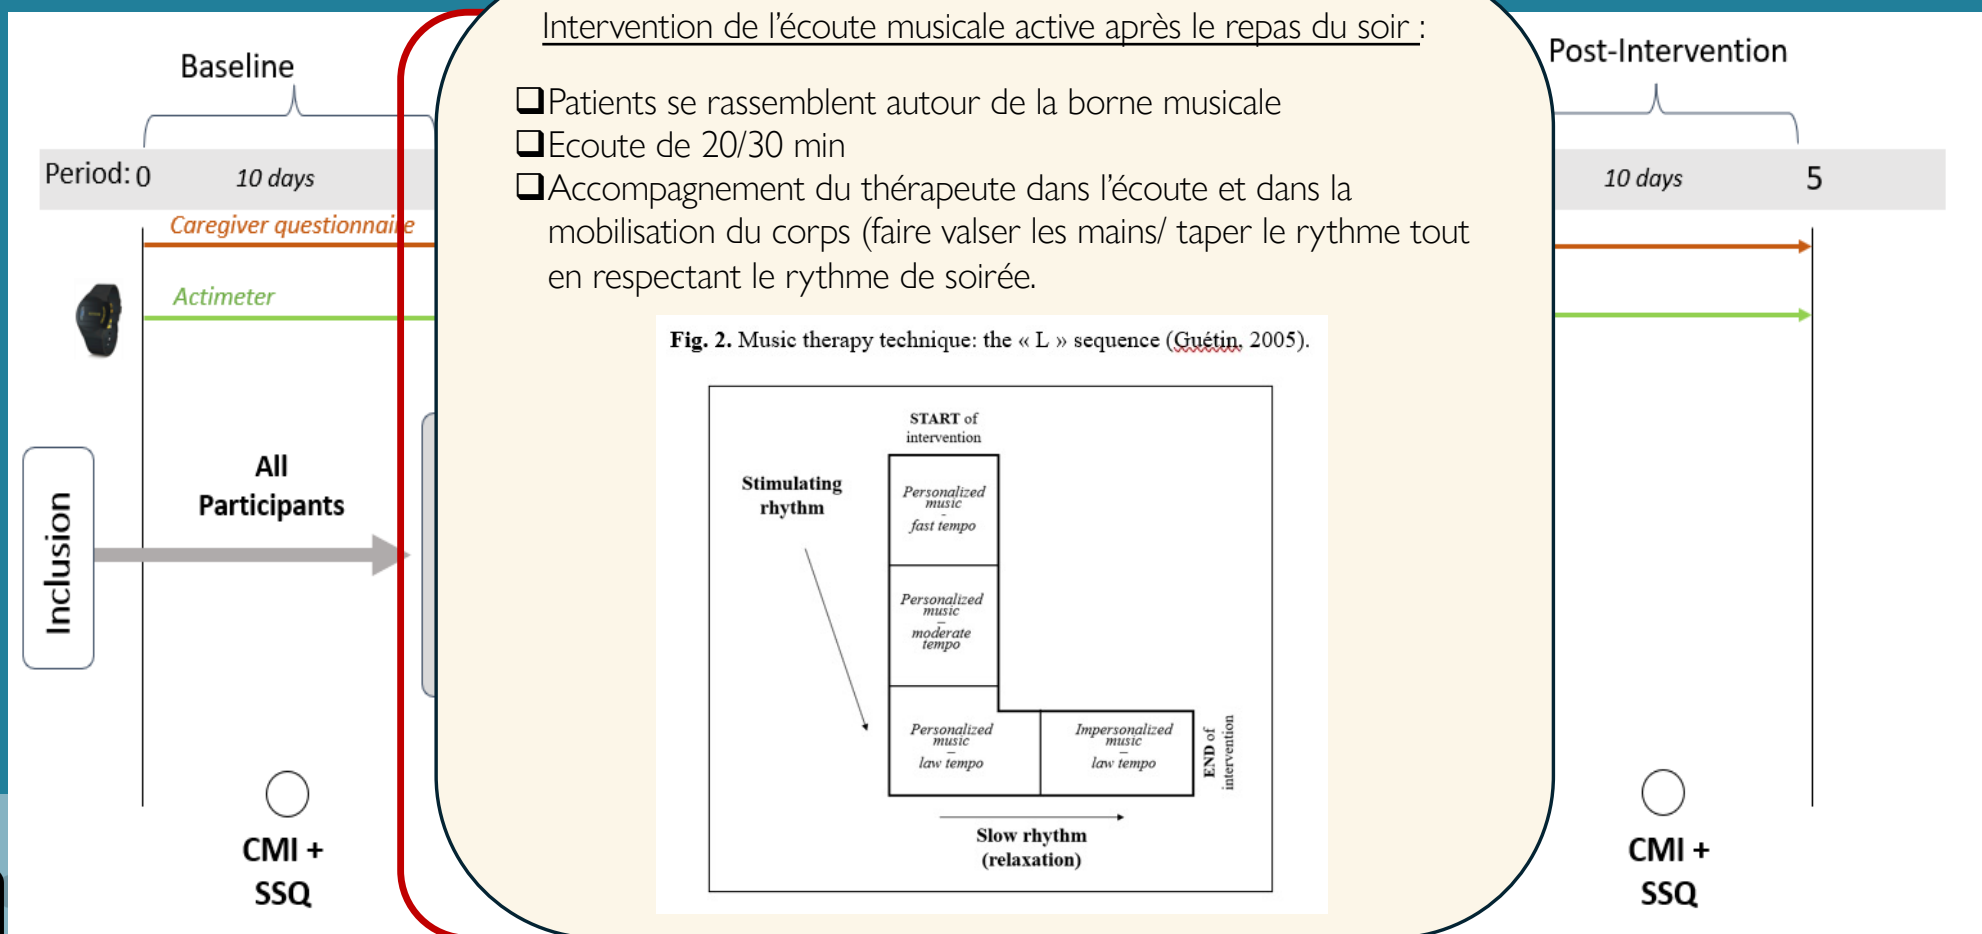 Intervention de l'écoute musicale active après le repas du soir :
❑Patients se rassemblent autour de la borne musicale
❑Ecoute de 20/30 min
❑Accompagnement du thérapeute dans l'écoute et dans la
mobilisation du corps (faire valser les mains/ taper le rythme tout
en respectant le rythme de soirée.
Baseline
Period: 0
10 days
Caregiver questionnaire
Actimeter
Inclusion
All
Participants
CMI +
SSQ
Fig. 2. Music therapy technique: the « L » sequence (Guétin, 2005).
START of
intervention
Stimulating
rhythm
Personalized
music
-
fast tempo
Personalized
music
–
moderate
tempo
Personalized
music
–
law tempo
Impersonalized
music
–
law tempo
END of
intervention
Slow rhythm
(relaxation)
Post-Intervention
10 days
5
CMI +
SSQ